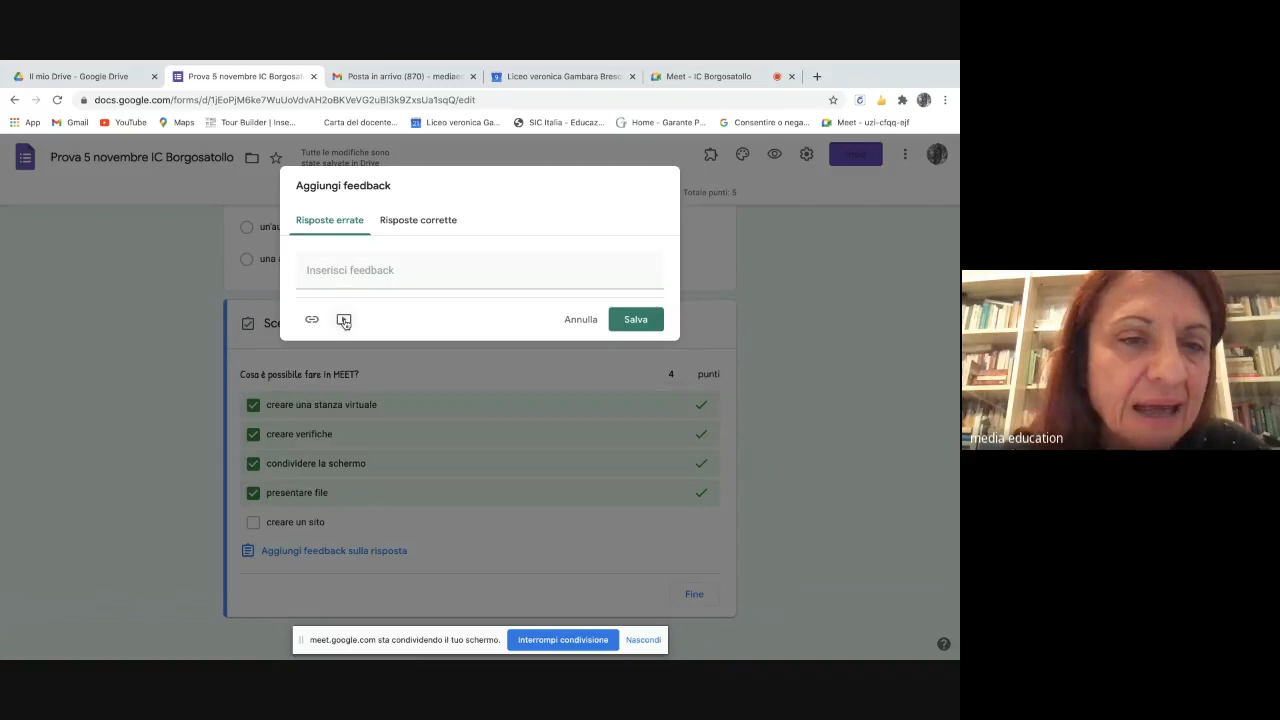 Il mio Drive - Google Drive
Prova 5 novembre IC Borgosat
Posta in arrivo (870) - mediae
Liceo veronica Gambara Bresc
Meet - IC Borgosatollo
docs.google.com/forms/d/1jEoPjM6ke7WuUoVdvAH2oBKVeVG2uBl3k9ZxsUa1sqQ/edit
App
Gmail
YouTube
Maps
Tour Builder | Inse...
Carta del docente...
Liceo veronica Ga...
SIC Italia - Educaz...
Home - Garante P...
Consentire o nega...
Meet - uzi-cfqq-ejf
Prova 5 novembre IC Borgosatollo
Tutte le modifiche sono
state salvate in Drive
Invia
Totale punti: 5
Aggiungi feedback
Risposte errate
Risposte corrette
un'au
una a
Inserisci feedback
Annulla
Salva
Sce
Cosa è possibile fare in MEET?
4 punti
creare una stanza virtuale
creare verifiche
condividere la schermo
presentare file
creare un sito
Aggiungi feedback sulla risposta
Fine
meet.google.com sta condividendo il tuo schermo.
Interrompi condivisione
Nascondi
media education